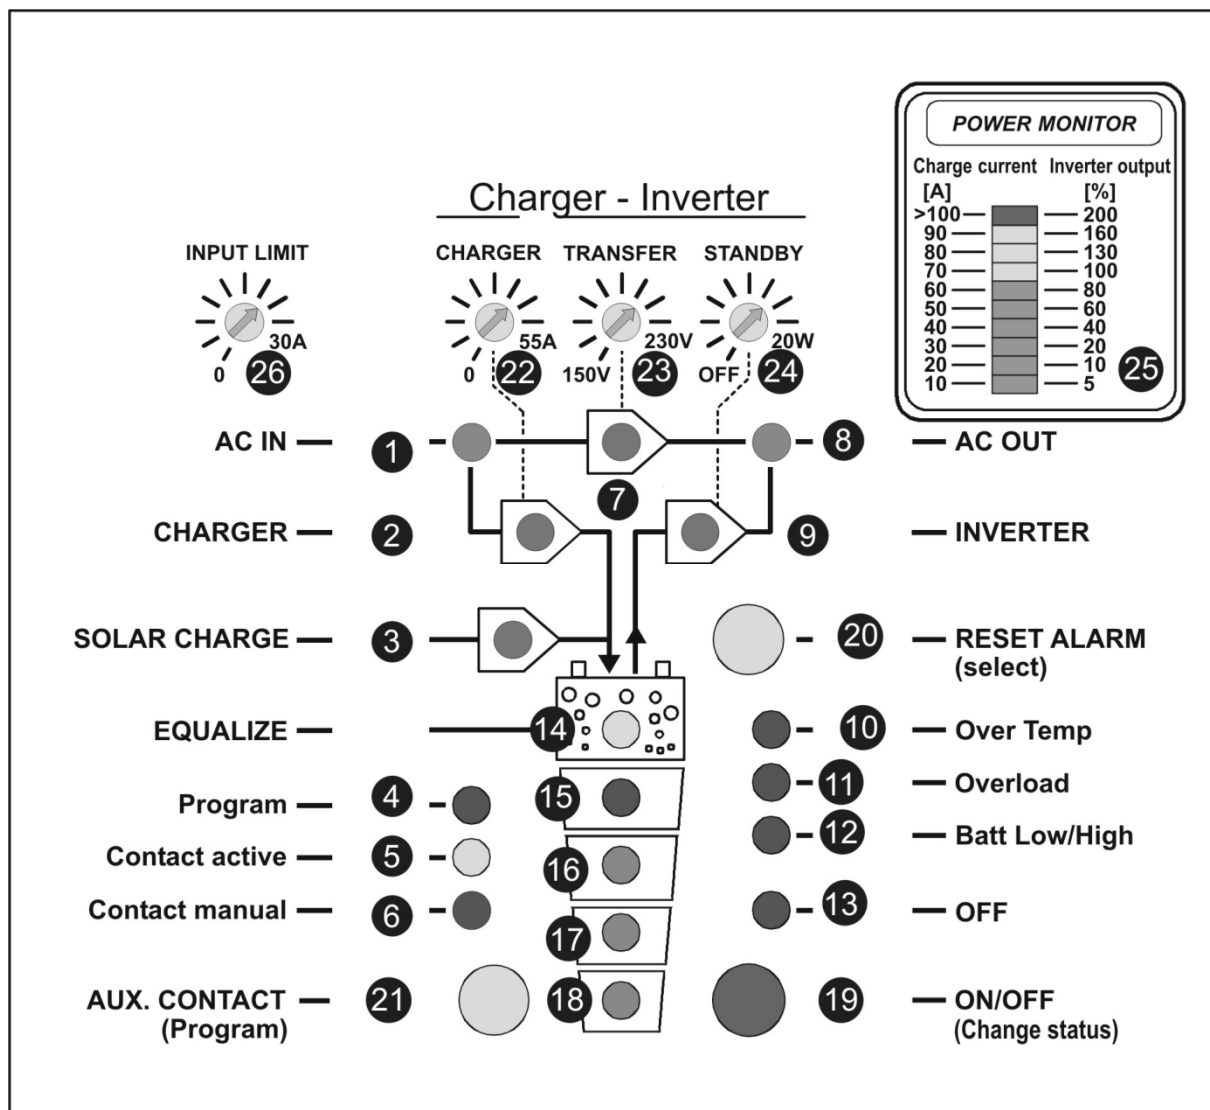 POWER MONITOR
Charge current Inverter output
[A] [%]
>100 200
90 160
80 130
70 100
60 80
50 60
40 40
30 20
20 10
10 5
25
Charger - Inverter
INPUT LIMIT CHARGER TRANSFER STANDBY
30A 55A 230V 20W
0 26 0 22 150V 23 OFF 24
AC IN 1 8 AC OUT
7
CHARGER 2 9 INVERTER
SOLAR CHARGE 3 20 RESET ALARM
(select)
EQUALIZE 14 10 Over Temp
Program 4 15 11 Overload
Contact active 5 16 12 Batt Low/High
Contact manual 6 17 13 OFF
AUX. CONTACT 21 18 19 ON/OFF
(Program) (Change status)